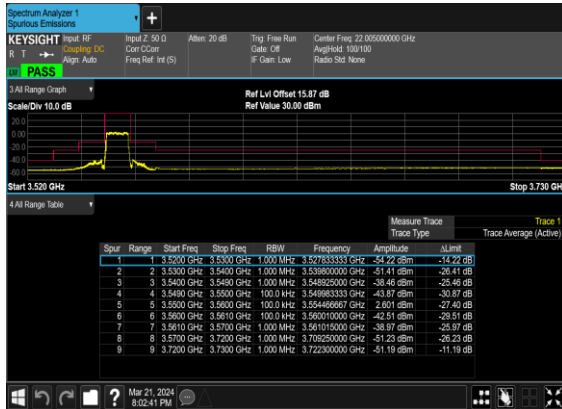 Spectrum Analyzer 1
Spurious Emissions
KEYSIGHT Input: RF Input Z: 50 Ω Atten: 20 dB Trig: Free Run Center Freq: 22.005000000 GHz
R T Coupling: DC Corr CCorr Gate: Off Avg|Hold: 100/100
Align: Auto Freq Ref: Int (S) IF Gain: Low Radio Std: None
LXI PASS
3 All Range Graph Ref Lvl Offset 15.87 dB
Scale/Div 10.0 dB Ref Value 30.00 dBm
20.0
0.00
-20.0
-40.0
-60.0
Start 3.520 GHz Stop 3.730 GHz
4 All Range Table
Measure Trace Trace 1
Trace Type Trace Average (Active)
Spur Range Start Freq Stop Freq RBW Frequency Amplitude ΔLimit
1 1 3.5200 GHz 3.5300 GHz 1.000 MHz 3.527833333 GHz -54.22 dBm -14.22 dB
2 2 3.5300 GHz 3.5400 GHz 1.000 MHz 3.539800000 GHz -51.41 dBm -26.41 dB
3 3 3.5400 GHz 3.5490 GHz 1.000 MHz 3.548925000 GHz -38.46 dBm -25.46 dB
4 4 3.5490 GHz 3.5500 GHz 100.0 kHz 3.549983333 GHz -43.87 dBm -30.87 dB
5 5 3.5500 GHz 3.5600 GHz 100.0 kHz 3.554466667 GHz 2.601 dBm -27.40 dB
6 6 3.5600 GHz 3.5610 GHz 100.0 kHz 3.560010000 GHz -42.51 dBm -29.51 dB
7 7 3.5610 GHz 3.5700 GHz 1.000 MHz 3.561015000 GHz -38.97 dBm -25.97 dB
8 8 3.5700 GHz 3.7200 GHz 1.000 MHz 3.709250000 GHz -51.23 dBm -26.23 dB
9 9 3.7200 GHz 3.7300 GHz 1.000 MHz 3.722300000 GHz -51.19 dBm -11.19 dB
? Mar 21, 2024
8:02:41 PM